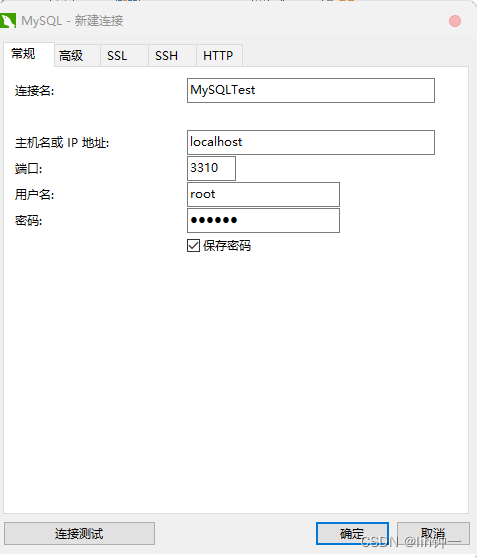 MySQL - 新建连接
常规 高级 SSL SSH HTTP
连接名: MySQLTest
主机名或 IP 地址: localhost
端口: 3310
用户名: root
密码: ●●●●●●
保存密码
连接测试 确定 取消
CSDN @lin钟一